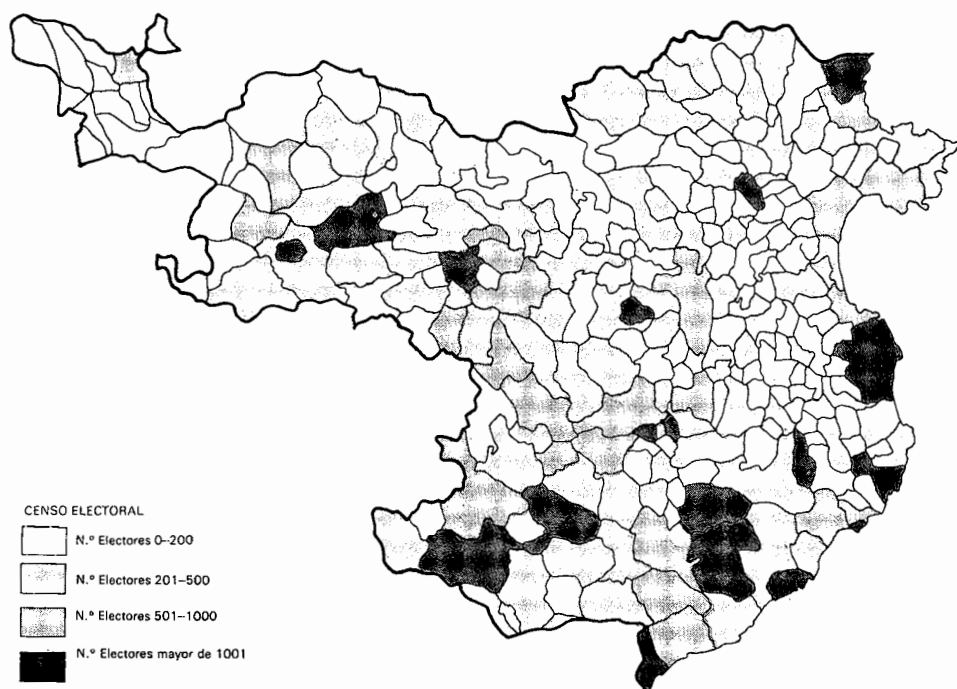 CENSO ELECTORAL
N.º Electores 0–200
N.º Electores 201–500
N.º Electores 501–1000
N.º Electores mayor de 1001